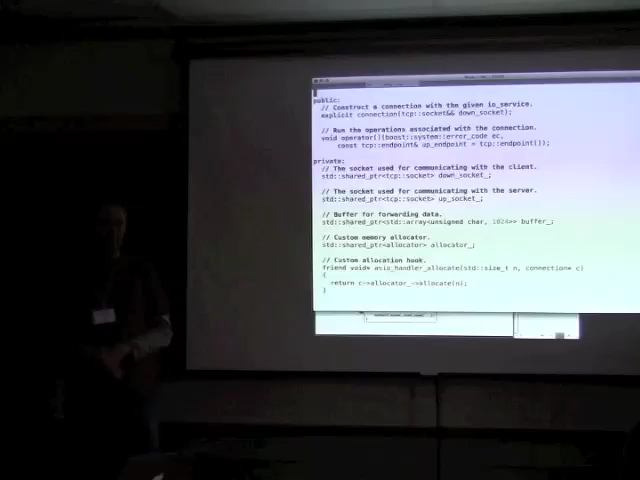 public:
// Construct a connection with the given io_service.
explicit connection(tcp::socket&& down_socket);
// Run the operations associated with the connection.
void operator()(boost::system::error_code ec,
const tcp::endpoint& up_endpoint = tcp::endpoint());
private:
// The socket used for communicating with the client.
std::shared_ptr<tcp::socket> down_socket_;
// The socket used for communicating with the server.
std::shared_ptr<tcp::socket> up_socket_;
// Buffer for forwarding data.
std::shared_ptr<std::array<unsigned char, 1024>> buffer_;
// Custom memory allocator.
std::shared_ptr<allocator> allocator_;
// Custom allocation hook.
friend void* asio_handler_allocate(std::size_t n, connection* c)
{
return c->allocator_->allocate(n);
}